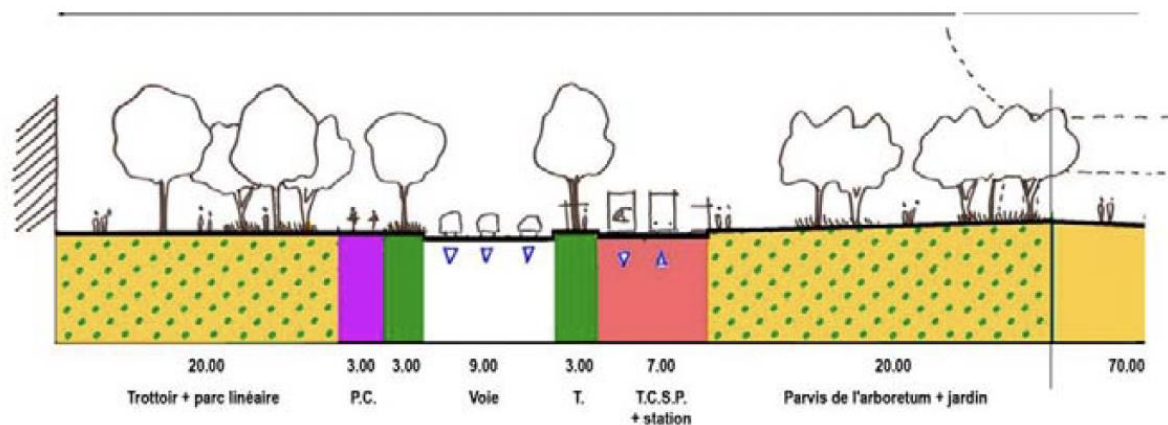 20.00 3.00 3.00 9.00 3.00 7.00 20.00 70.00
Trottoir + parc linéaire P.C. Voie T. T.C.S.P. Parvis de l'arboretum + jardin
+ station